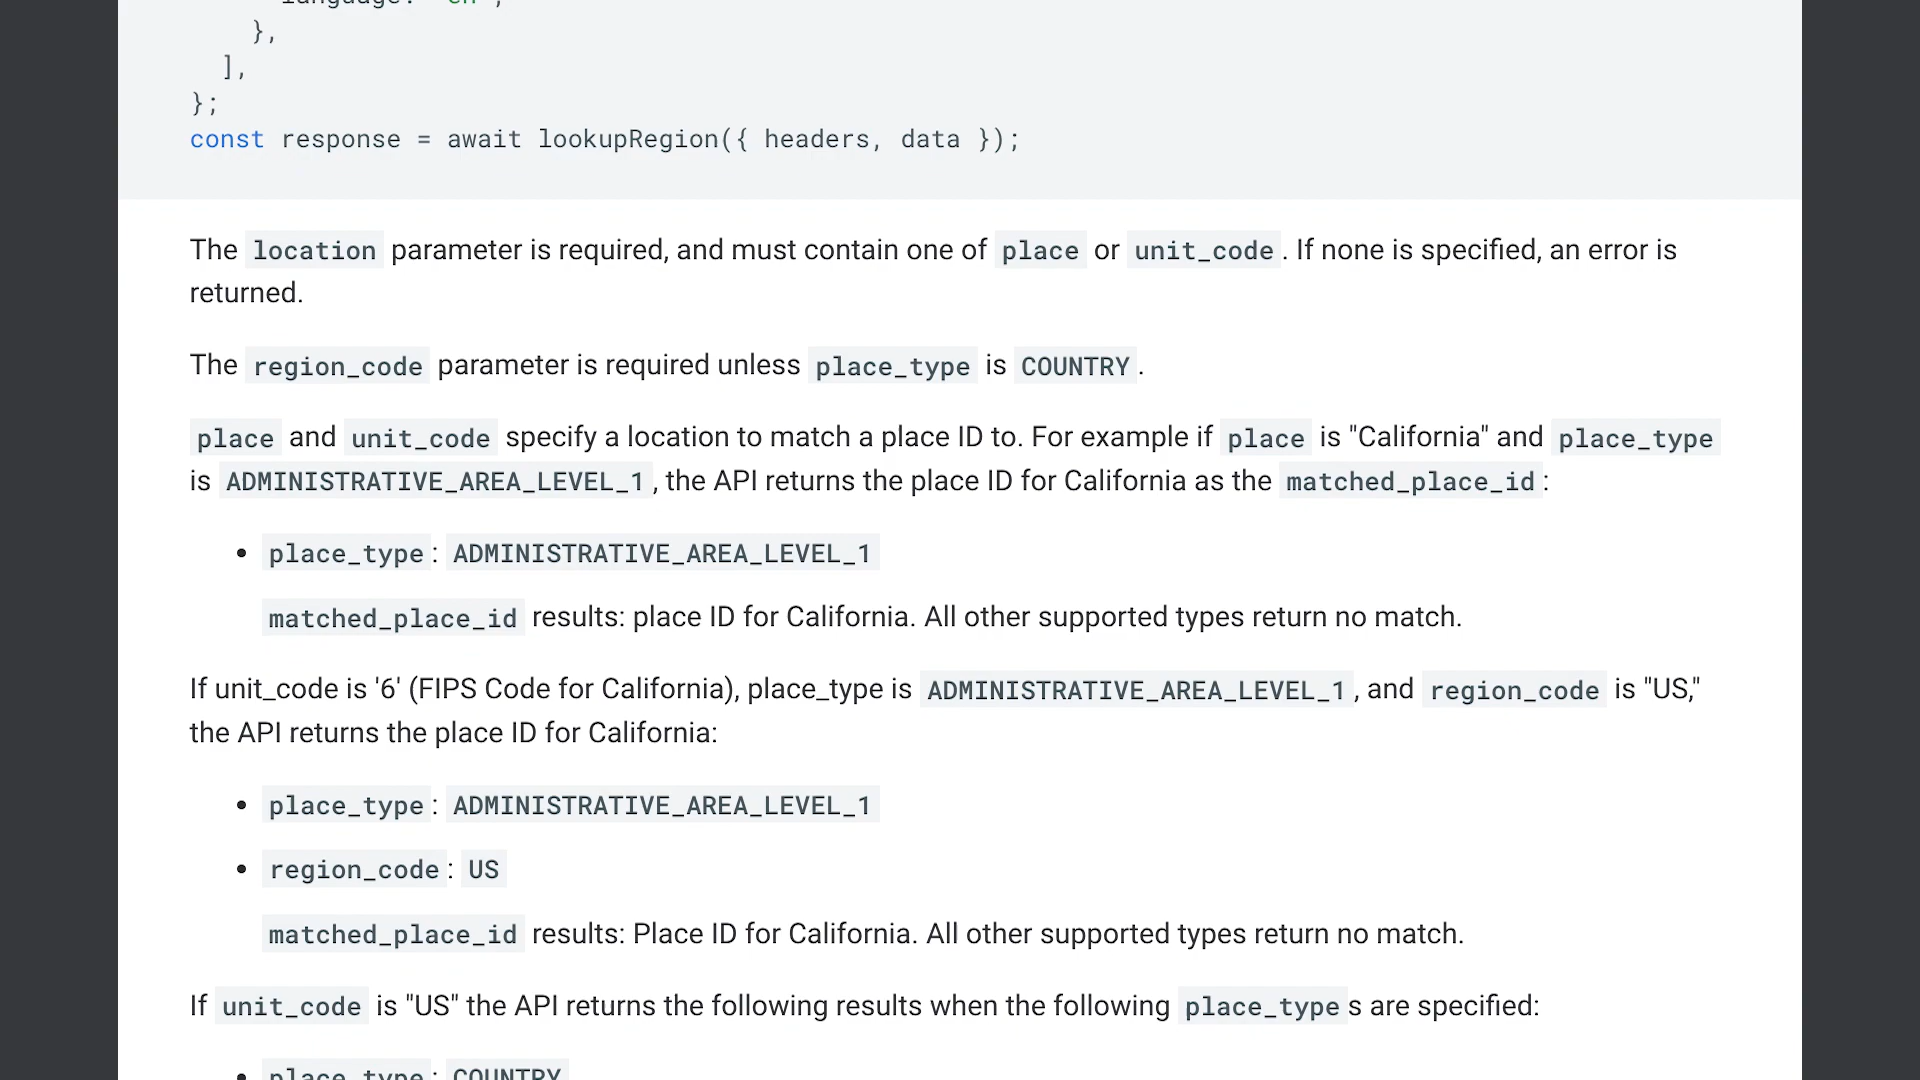 language: "en",
},
],
};
const response = await lookupRegion({ headers, data });
The location parameter is required, and must contain one of place or unit_code. If none is specified, an error is
returned.
The region_code parameter is required unless place_type is COUNTRY.
place and unit_code specify a location to match a place ID to. For example if place is "California" and place_type
is ADMINISTRATIVE_AREA_LEVEL_1, the API returns the place ID for California as the matched_place_id:
• place_type: ADMINISTRATIVE_AREA_LEVEL_1
matched_place_id results: place ID for California. All other supported types return no match.
If unit_code is '6' (FIPS Code for California), place_type is ADMINISTRATIVE_AREA_LEVEL_1, and region_code is "US,"
the API returns the place ID for California:
• place_type: ADMINISTRATIVE_AREA_LEVEL_1
• region_code: US
matched_place_id results: Place ID for California. All other supported types return no match.
If unit_code is "US" the API returns the following results when the following place_types are specified:
• place_type: COUNTRY